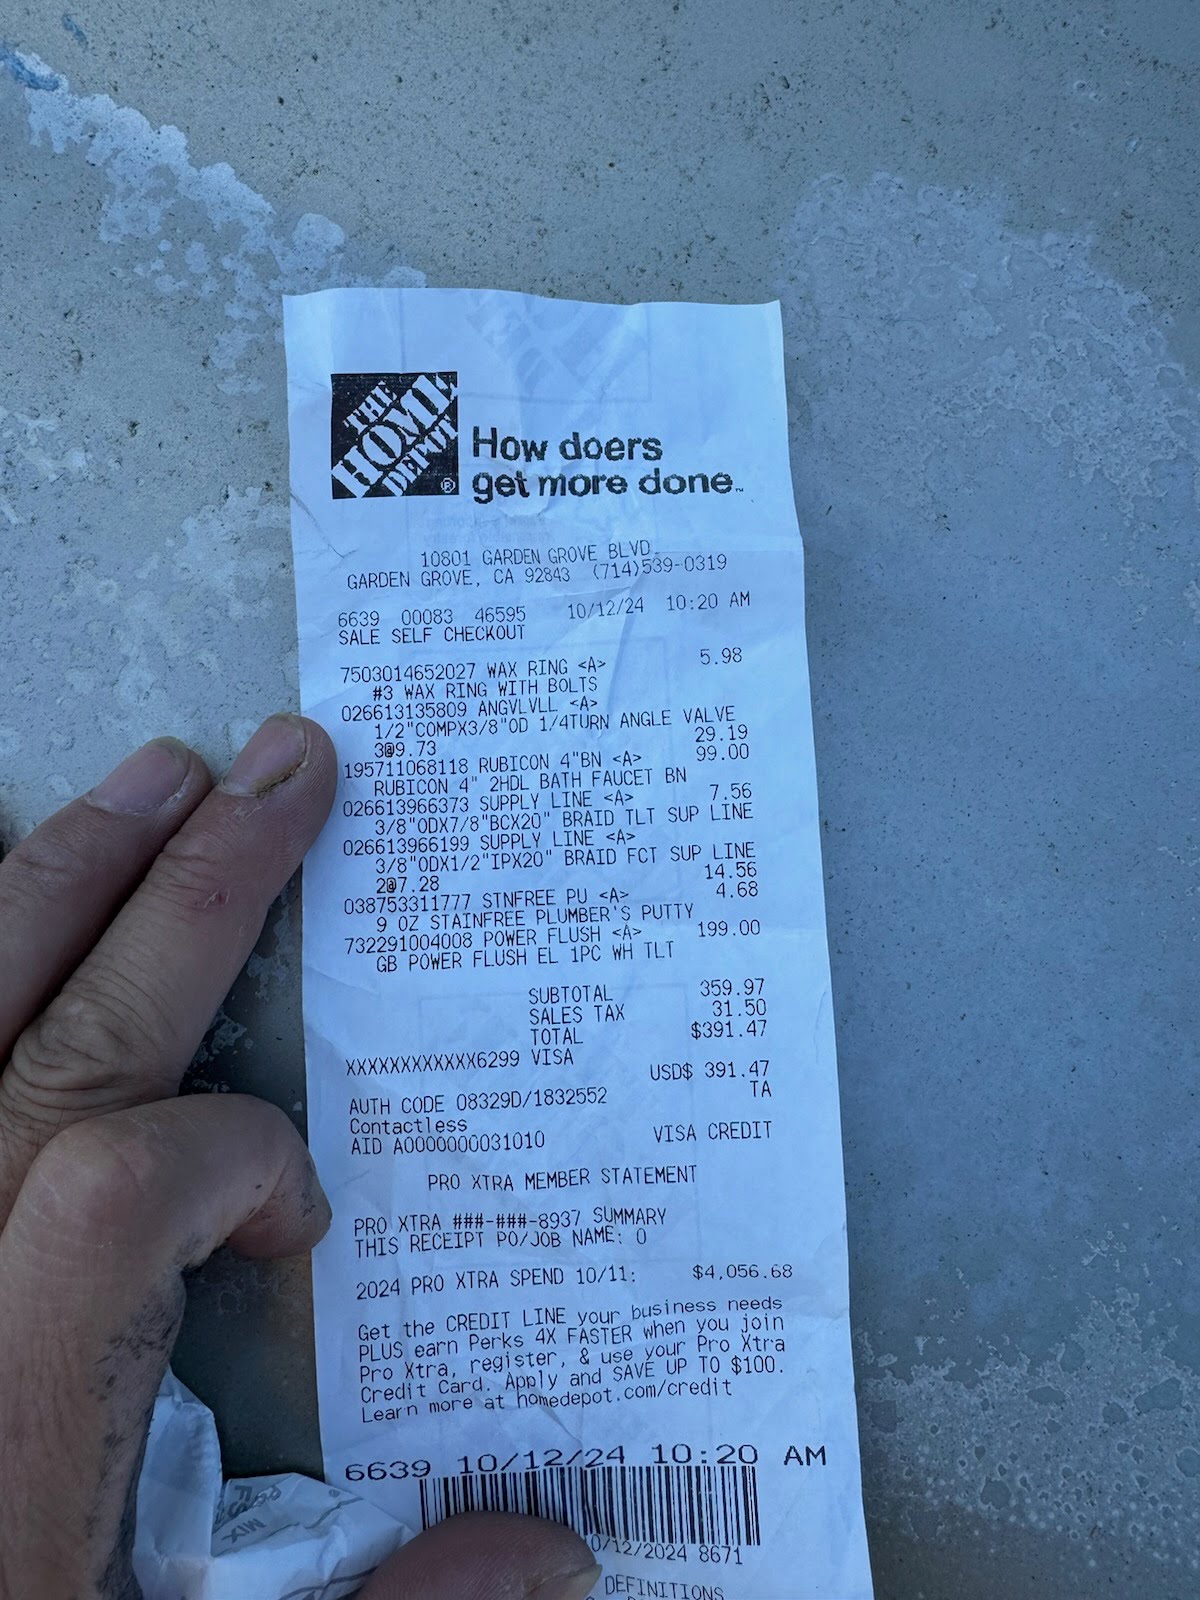 THE
HOME
DEPOT
®
How doers
get more done™
10801 GARDEN GROVE BLVD.
GARDEN GROVE, CA 92843 (714)539-0319
6639 00083 46595 10/12/24 10:20 AM
SALE SELF CHECKOUT
7503014652027 WAX RING <A> 5.98
#3 WAX RING WITH BOLTS
026613135809 ANGVLVLL <A>
1/2"COMPX3/8"OD 1/4TURN ANGLE VALVE
3@9.73 29.19
195711068118 RUBICON 4"BN <A> 99.00
RUBICON 4" 2HDL BATH FAUCET BN
026613966373 SUPPLY LINE <A> 7.56
3/8"ODX7/8"BCX20" BRAID TLT SUP LINE
026613966199 SUPPLY LINE <A>
3/8"ODX1/2"IPX20" BRAID FCT SUP LINE
2@7.28 14.56
038753311777 STNFREE PU <A> 4.68
9 OZ STAINFREE PLUMBER'S PUTTY
732291004008 POWER FLUSH <A> 199.00
GB POWER FLUSH EL 1PC WH TLT
SUBTOTAL 359.97
SALES TAX 31.50
TOTAL $391.47
XXXXXXXXXXXX6299 VISA
USD$ 391.47
AUTH CODE 08329D/1832552 TA
Contactless
AID A0000000031010 VISA CREDIT
PRO XTRA MEMBER STATEMENT
PRO XTRA ###-###-8937 SUMMARY
THIS RECEIPT PO/JOB NAME: 0
2024 PRO XTRA SPEND 10/11: $4,056.68
Get the CREDIT LINE your business needs
PLUS earn Perks 4X FASTER when you join
Pro Xtra, register, & use your Pro Xtra
Credit Card. Apply and SAVE UP TO $100.
Learn more at homedepot.com/credit
6639 10/12/24 10:20 AM
0/12/2024 8671
DEFINITIONS